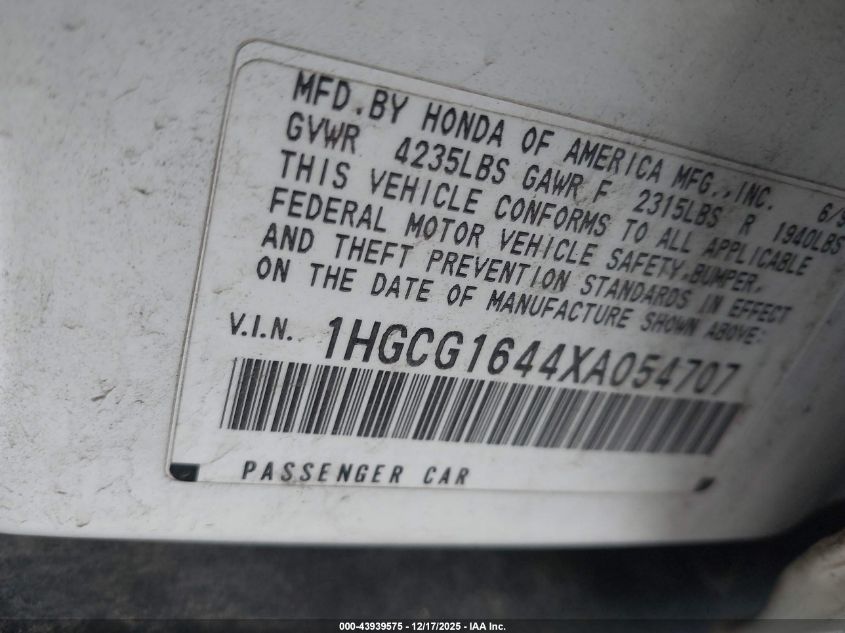 MFD.BY HONDA OF AMERICA MFG.,INC. 6/9
GVWR 4235LBS GAWR F 2315LBS R 1940LBS
THIS VEHICLE CONFORMS TO ALL APPLICABLE
FEDERAL MOTOR VEHICLE SAFETY,BUMPER,
AND THEFT PREVENTION STANDARDS IN EFFECT
ON THE DATE OF MANUFACTURE SHOWN ABOVE:
V.I.N. 1HGCG1644XA054707
PASSENGER CAR
000-43939575 - 12/17/2025 - IAA Inc.